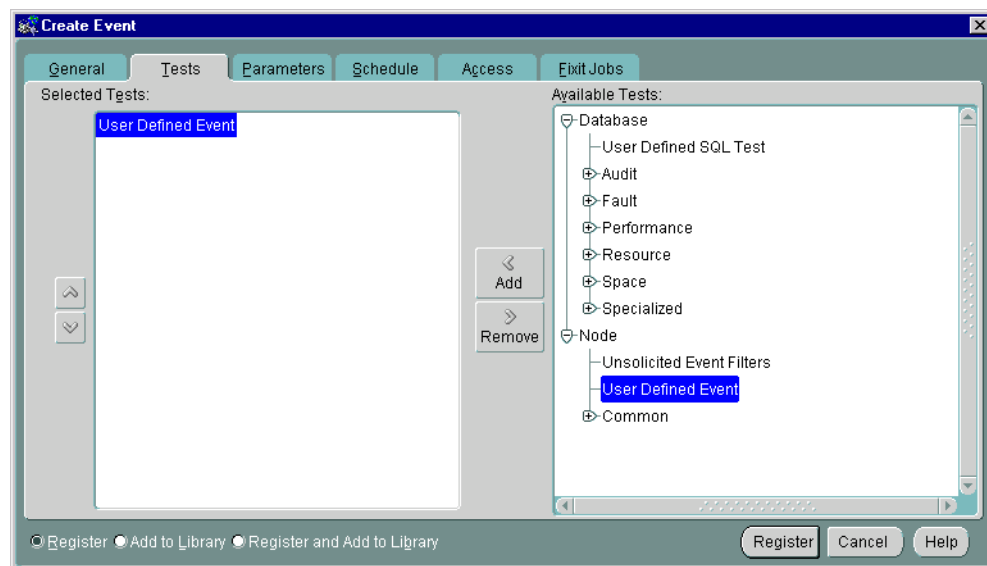 Create Event
General Tests Parameters Schedule Access Fixit Jobs
Selected Tests:
User Defined Event
Add
Remove
Available Tests:
Database
User Defined SQL Test
Audit
Fault
Performance
Resource
Space
Specialized
Node
Unsolicited Event Filters
User Defined Event
Common
Register Add to Library Register and Add to Library
Register Cancel Help